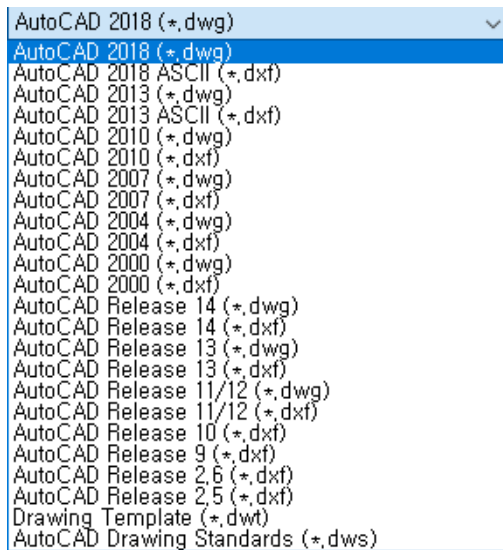 AutoCAD 2018 (*.dwg)
AutoCAD 2018 (*.dwg)
AutoCAD 2018 ASCII (*.dxf)
AutoCAD 2013 (*.dwg)
AutoCAD 2013 ASCII (*.dxf)
AutoCAD 2010 (*.dwg)
AutoCAD 2010 (*.dxf)
AutoCAD 2007 (*.dwg)
AutoCAD 2007 (*.dxf)
AutoCAD 2004 (*.dwg)
AutoCAD 2004 (*.dxf)
AutoCAD 2000 (*.dwg)
AutoCAD 2000 (*.dxf)
AutoCAD Release 14 (*.dwg)
AutoCAD Release 14 (*.dxf)
AutoCAD Release 13 (*.dwg)
AutoCAD Release 13 (*.dxf)
AutoCAD Release 11/12 (*.dwg)
AutoCAD Release 11/12 (*.dxf)
AutoCAD Release 10 (*.dxf)
AutoCAD Release 9 (*.dxf)
AutoCAD Release 2.6 (*.dxf)
AutoCAD Release 2.5 (*.dxf)
Drawing Template (*.dwt)
AutoCAD Drawing Standards (*.dws)